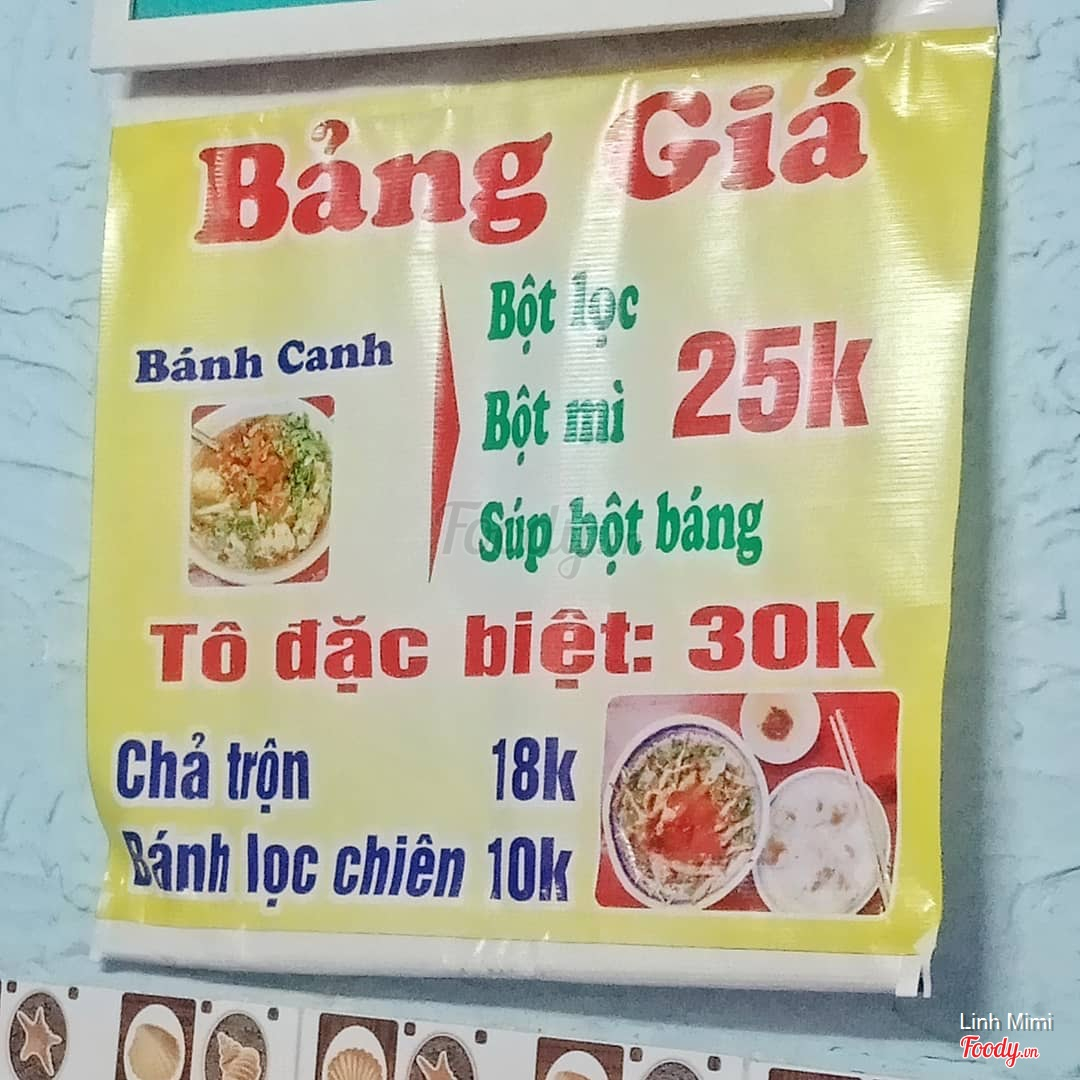 Bảng Giá
Bánh Canh
Bột lọc
Bột mì
25k
Súp bột báng
Tô đặc biệt: 30k
Chả trộn 18k
Bánh lọc chiên 10k
Foody
Linh Mimi
Foody.vn